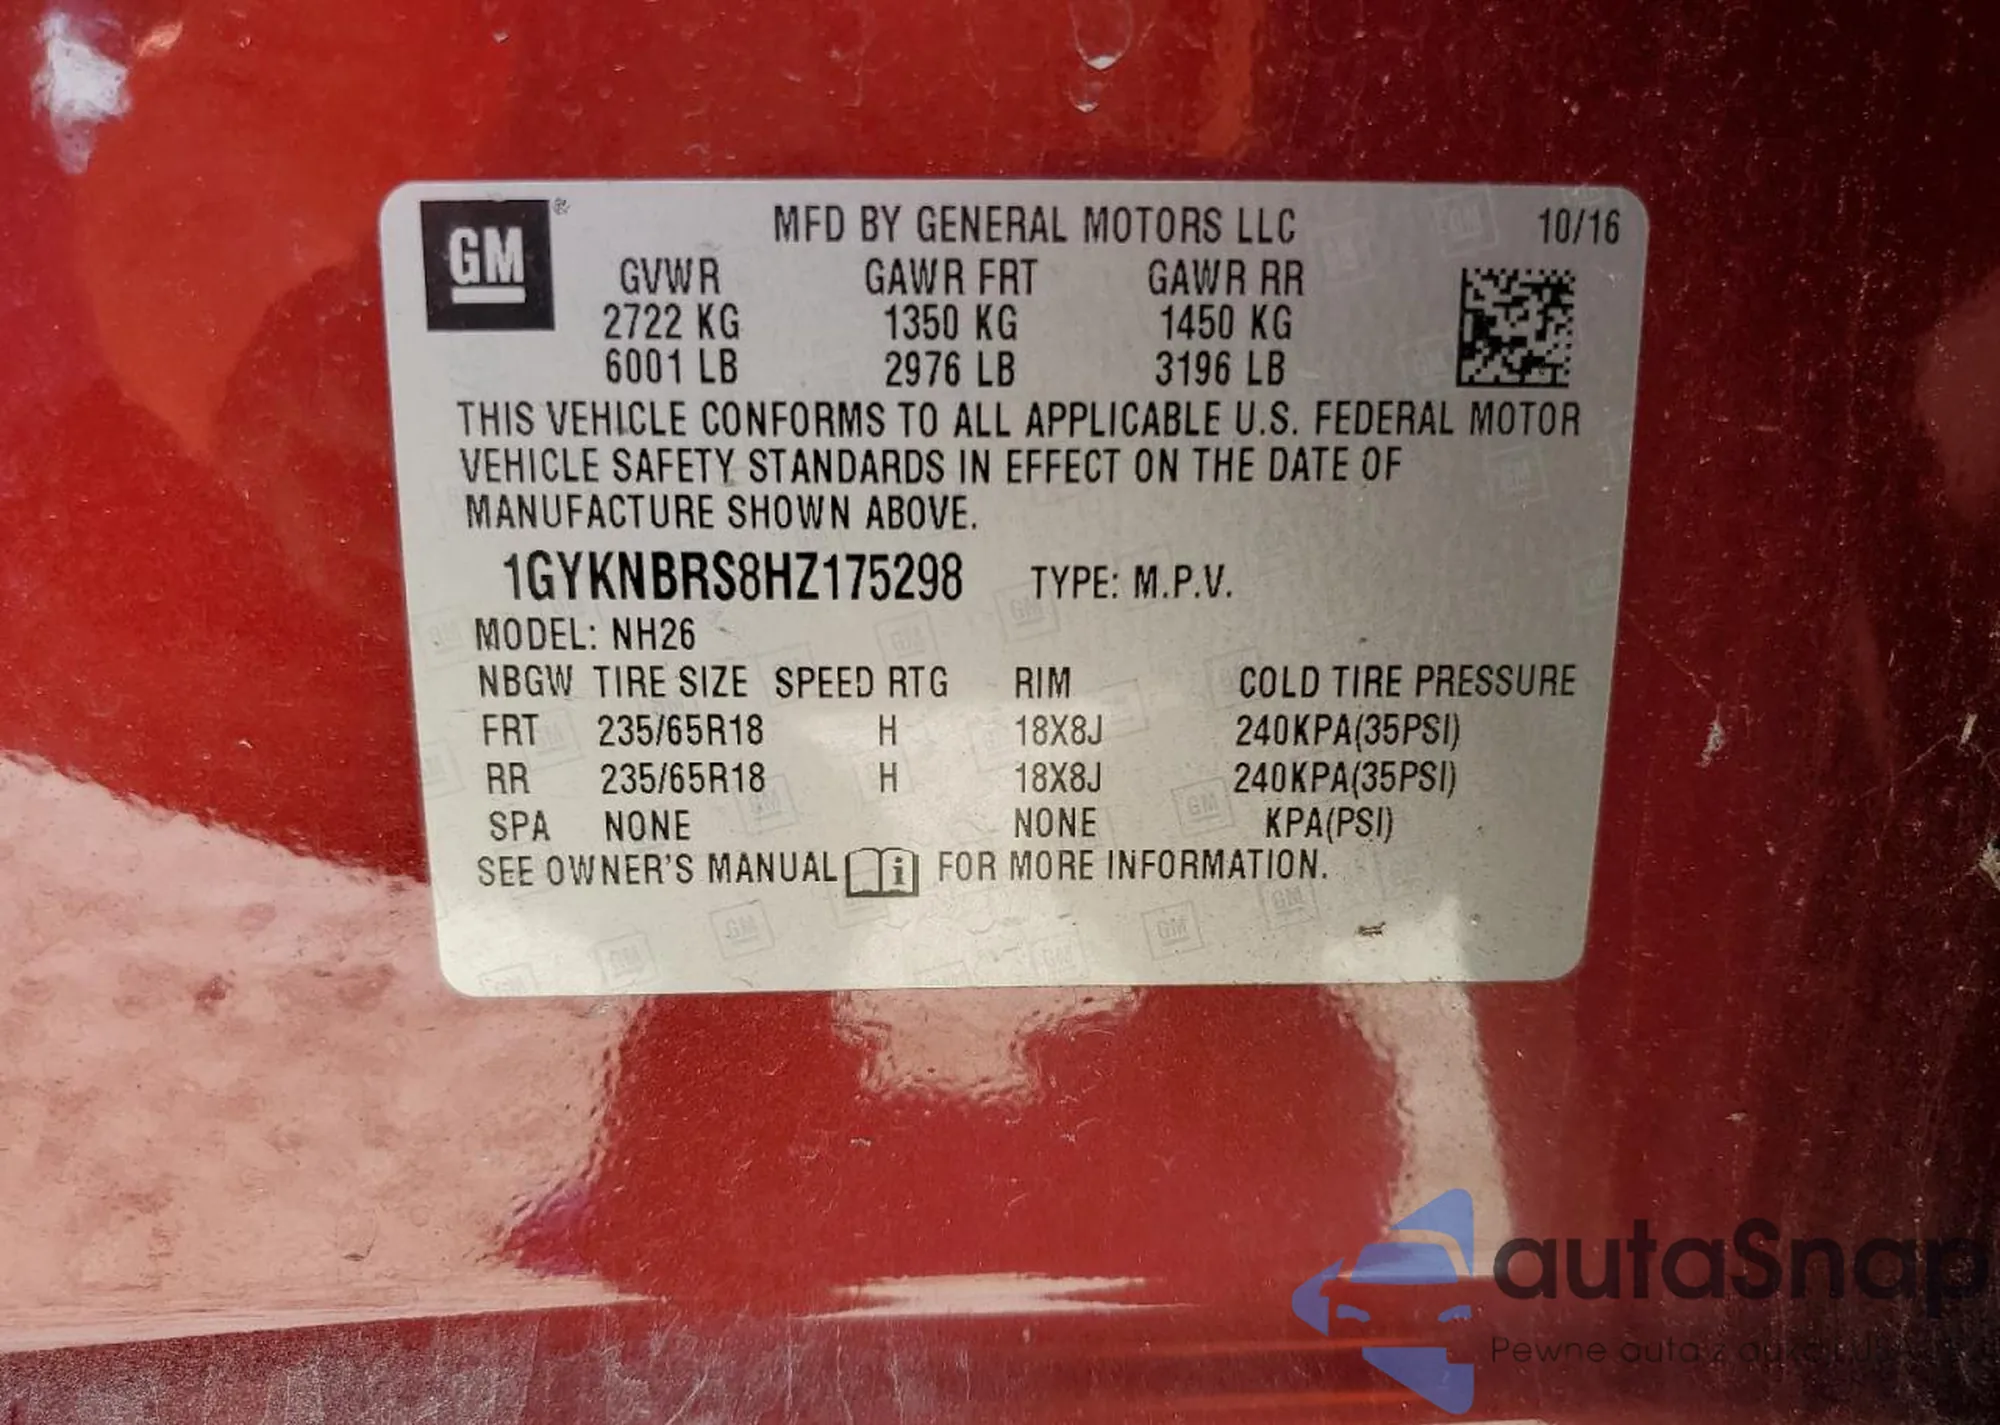 GM ®
MFD BY GENERAL MOTORS LLC 10/16
GVWR GAWR FRT GAWR RR
2722 KG 1350 KG 1450 KG
6001 LB 2976 LB 3196 LB
THIS VEHICLE CONFORMS TO ALL APPLICABLE U.S. FEDERAL MOTOR
VEHICLE SAFETY STANDARDS IN EFFECT ON THE DATE OF
MANUFACTURE SHOWN ABOVE.
1GYKNBRS8HZ175298 TYPE: M.P.V.
MODEL: NH26
NBGW TIRE SIZE SPEED RTG RIM COLD TIRE PRESSURE
FRT 235/65R18 H 18X8J 240KPA(35PSI)
RR 235/65R18 H 18X8J 240KPA(35PSI)
SPA NONE NONE KPA(PSI)
SEE OWNER'S MANUAL i FOR MORE INFORMATION.
autaSnap
Pewne auta z